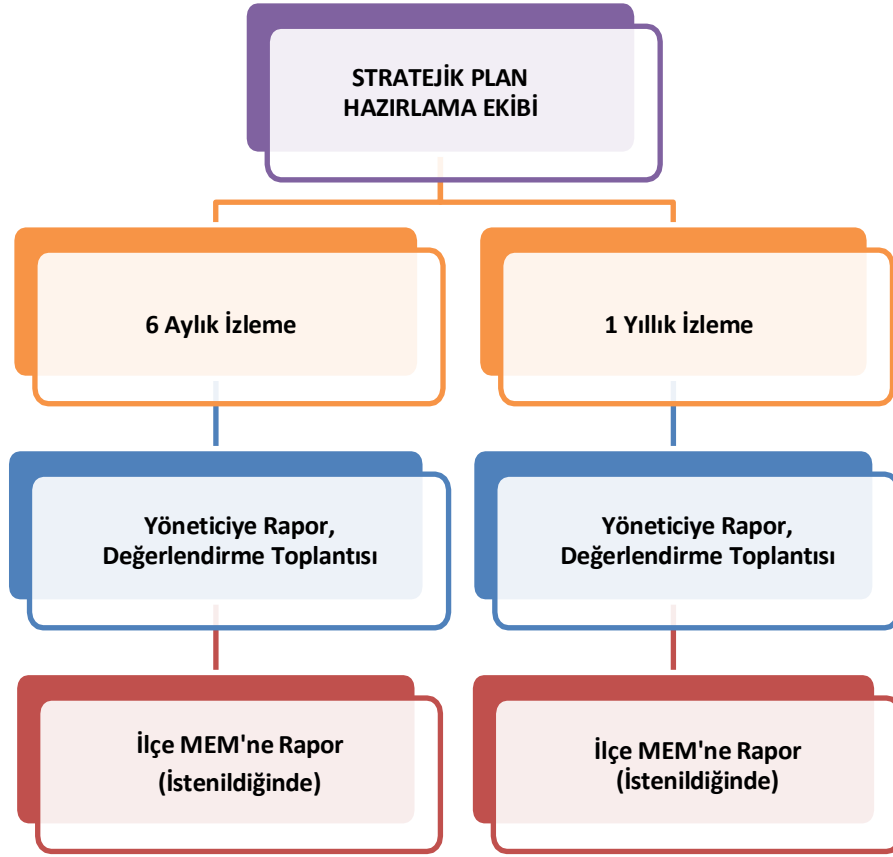 STRATEJİK PLAN
HAZIRLAMA EKİBİ
6 Aylık İzleme
1 Yıllık İzleme
Yöneticiye Rapor,
Değerlendirme Toplantısı
Yöneticiye Rapor,
Değerlendirme Toplantısı
İlçe MEM'ne Rapor
(İstenildiğinde)
İlçe MEM'ne Rapor
(İstenildiğinde)